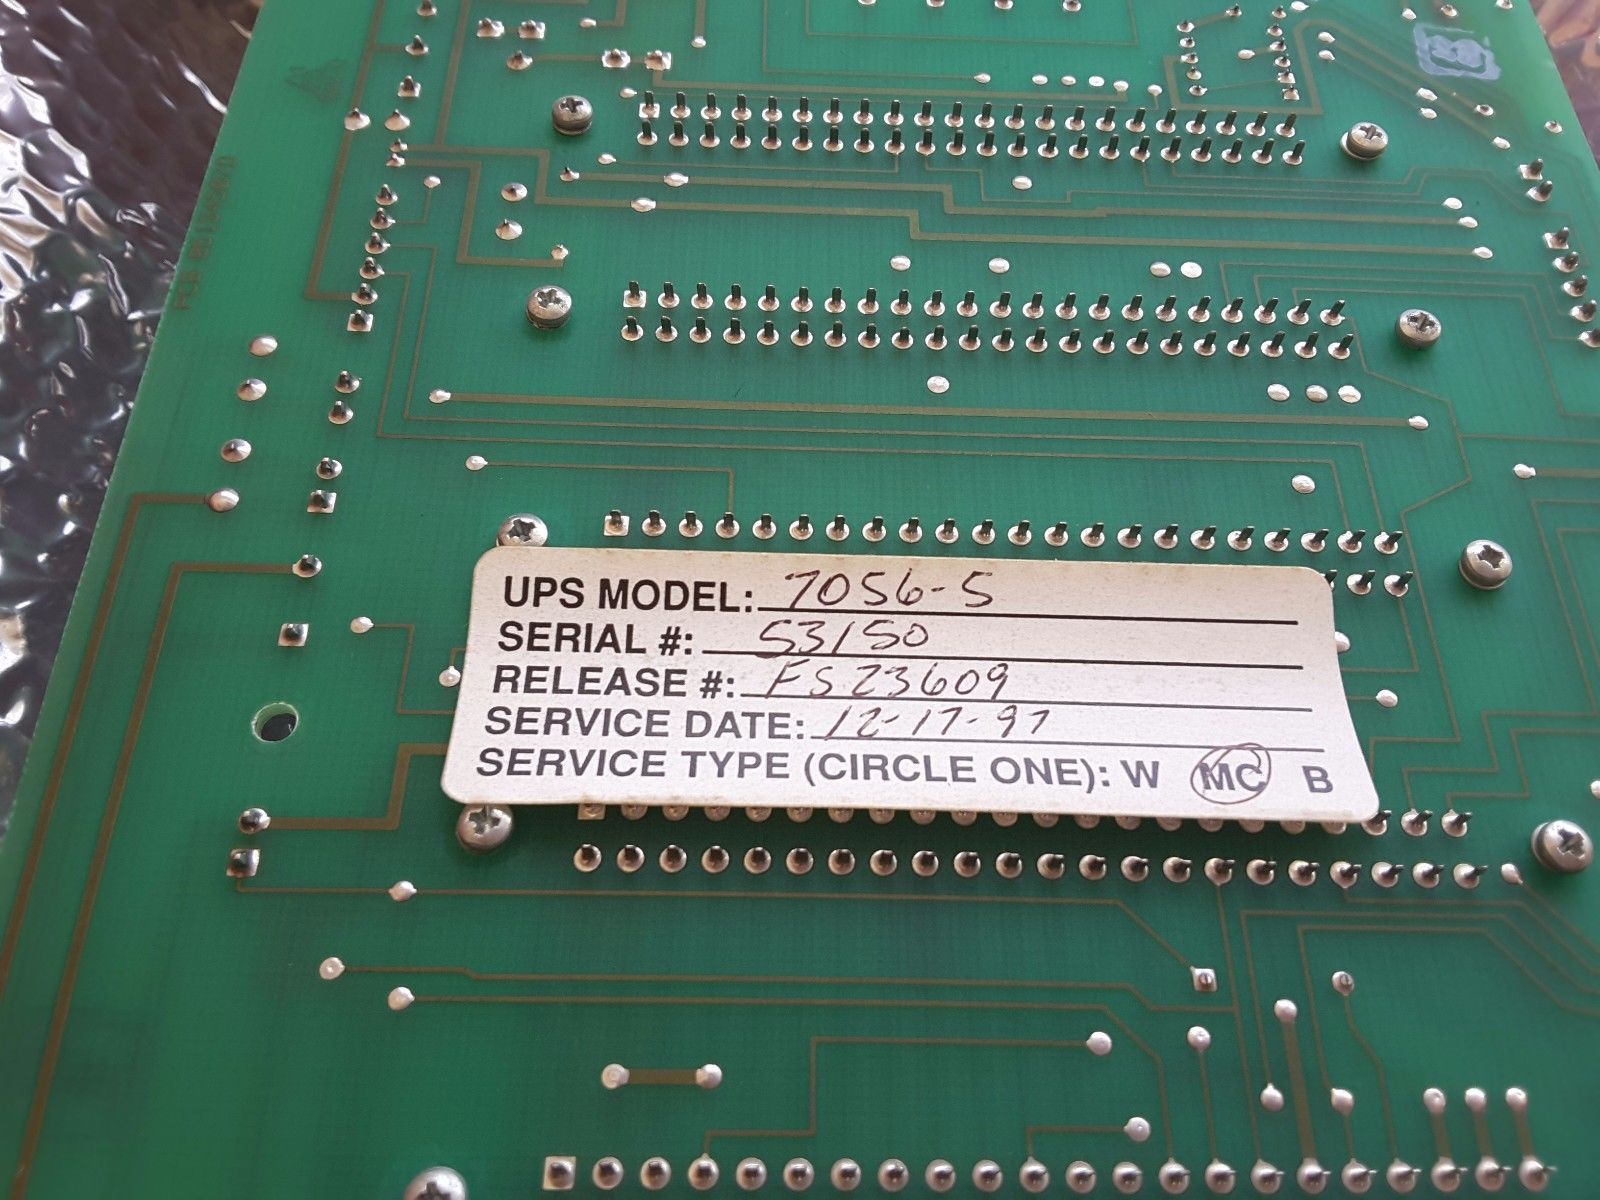 UPS MODEL: 7056-5
SERIAL #: 53150
RELEASE #: FS23609
SERVICE DATE: 12-17-97
SERVICE TYPE (CIRCLE ONE): W MC B